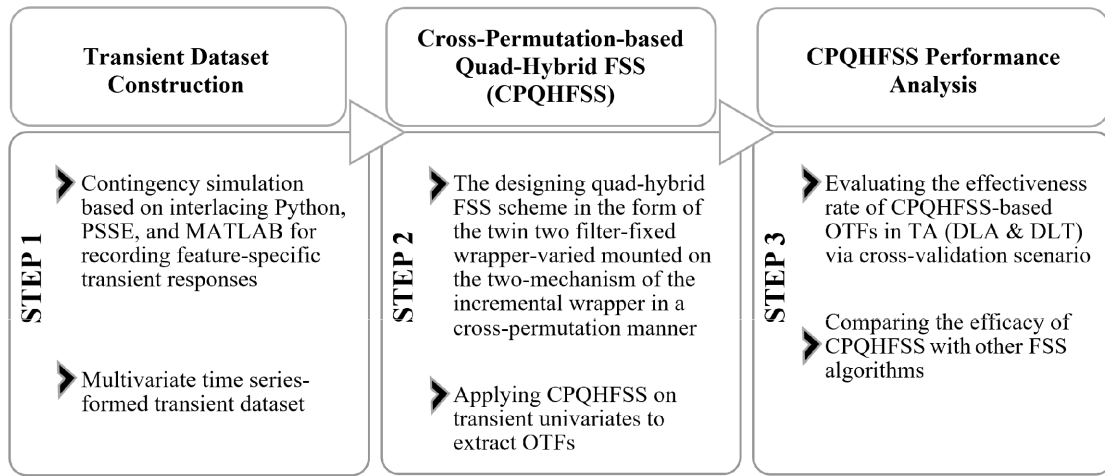 Transient Dataset
Construction
STEP 1
Contingency simulation
based on interlacing Python,
PSSE, and MATLAB for
recording feature-specific
transient responses
Multivariate time series-
formed transient dataset
Cross-Permutation-based
Quad-Hybrid FSS
(CPQHFSS)
STEP 2
The designing quad-hybrid
FSS scheme in the form of
the twin two filter-fixed
wrapper-varied mounted on
the two-mechanism of the
incremental wrapper in a
cross-permutation manner
Applying CPQHFSS on
transient univariates to
extract OTFs
CPQHFSS Performance
Analysis
STEP 3
Evaluating the effectiveness
rate of CPQHFSS-based
OTFs in TA (DLA & DLT)
via cross-validation scenario
Comparing the efficacy of
CPQHFSS with other FSS
algorithms